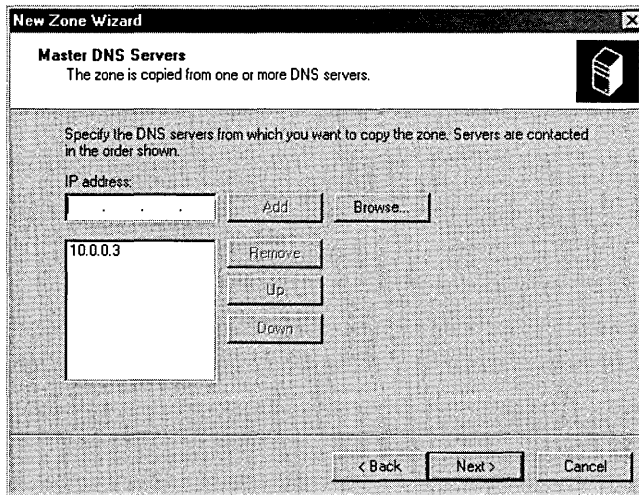 New Zone Wizard
Master DNS Servers
The zone is copied from one or more DNS servers.
Specify the DNS servers from which you want to copy the zone. Servers are contacted
in the order shown.
IP address:
. . .
Add
Browse...
10.0.0.3
Remove
Up
Down
< Back
Next >
Cancel